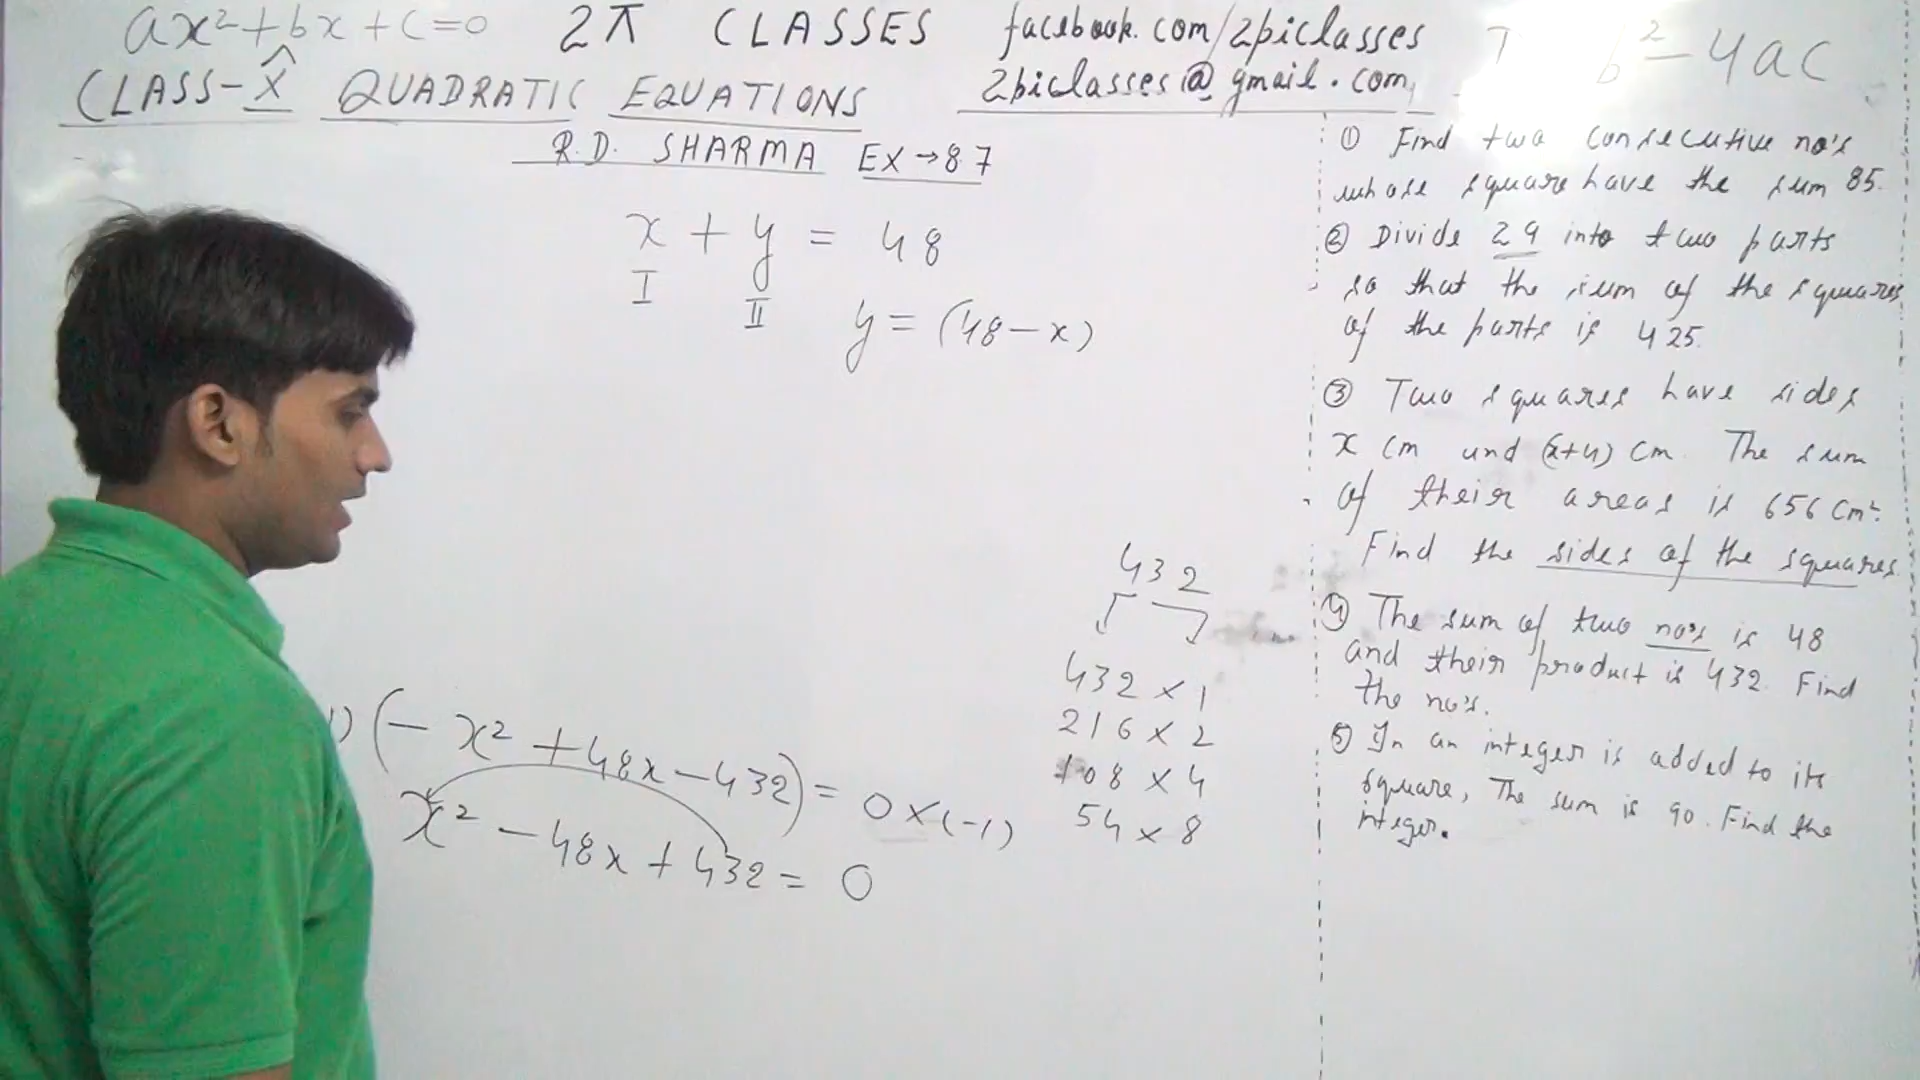 ax²+bx+c=0 2π CLASSES facebook.com/2piclasses b²-4ac
CLASS-X QUADRATIC EQUATIONS 2piclasses@gmail.com
R.D. SHARMA EX→8.7
x + y = 48
I II
y = (48-x)
(- x² + 48x - 432) = 0 × (-1)
x² - 48x + 432 = 0
432
432 × 1
216 × 2
108 × 4
54 × 8
① Find two consecutive no's
whose square have the sum 85.
② Divide 29 into two parts
so that the sum of the squares
of the parts is 425.
③ Two squares have sides
x cm and (x+4) cm. The sum
of their areas is 656 cm².
Find the sides of the squares.
④ The sum of two no's is 48
and their product is 432. Find
the no's.
⑤ In an integer is added to its
square, The sum is 90. Find the
integer.